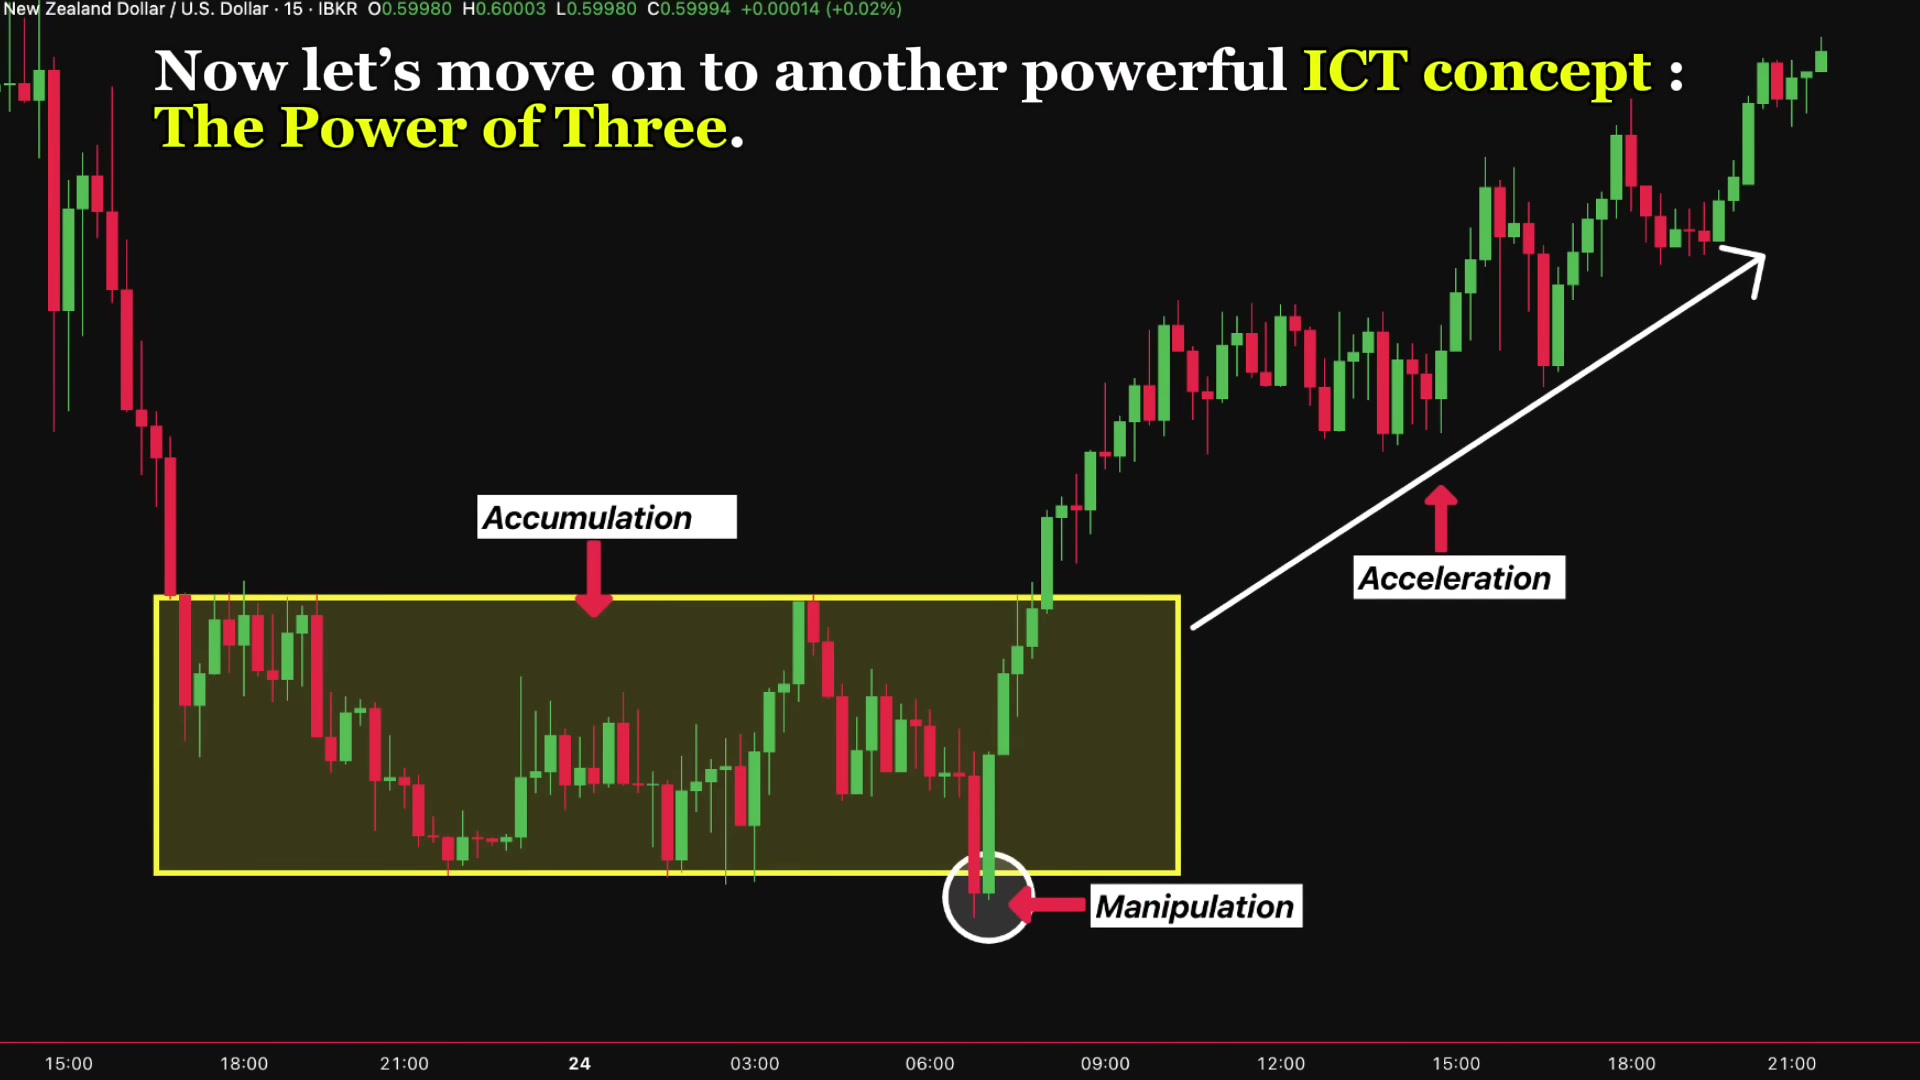 New Zealand Dollar / U.S. Dollar · 15 · IBKR O0.59980 H0.60003 L0.59980 C0.59994 +0.00014 (+0.02%)
Now let’s move on to another powerful ICT concept :
The Power of Three.
Accumulation
Acceleration
Manipulation
15:00 18:00 21:00 24 03:00 06:00 09:00 12:00 15:00 18:00 21:00